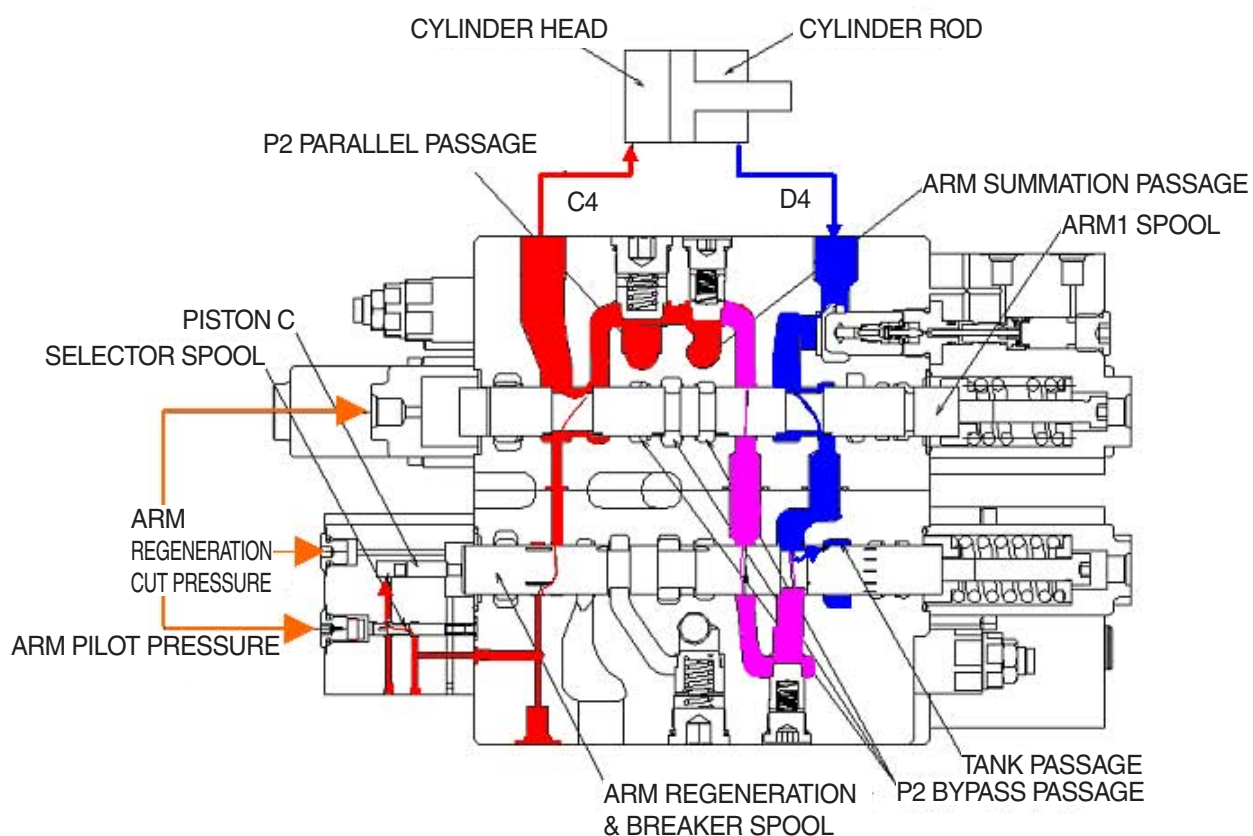 CYLINDER HEAD
CYLINDER ROD
P2 PARALLEL PASSAGE
ARM SUMMATION PASSAGE
C4
D4
ARM1 SPOOL
PISTON C
SELECTOR SPOOL
ARM
REGENERATION
CUT PRESSURE
ARM PILOT PRESSURE
TANK PASSAGE
P2 BYPASS PASSAGE
ARM REGENERATION
& BREAKER SPOOL